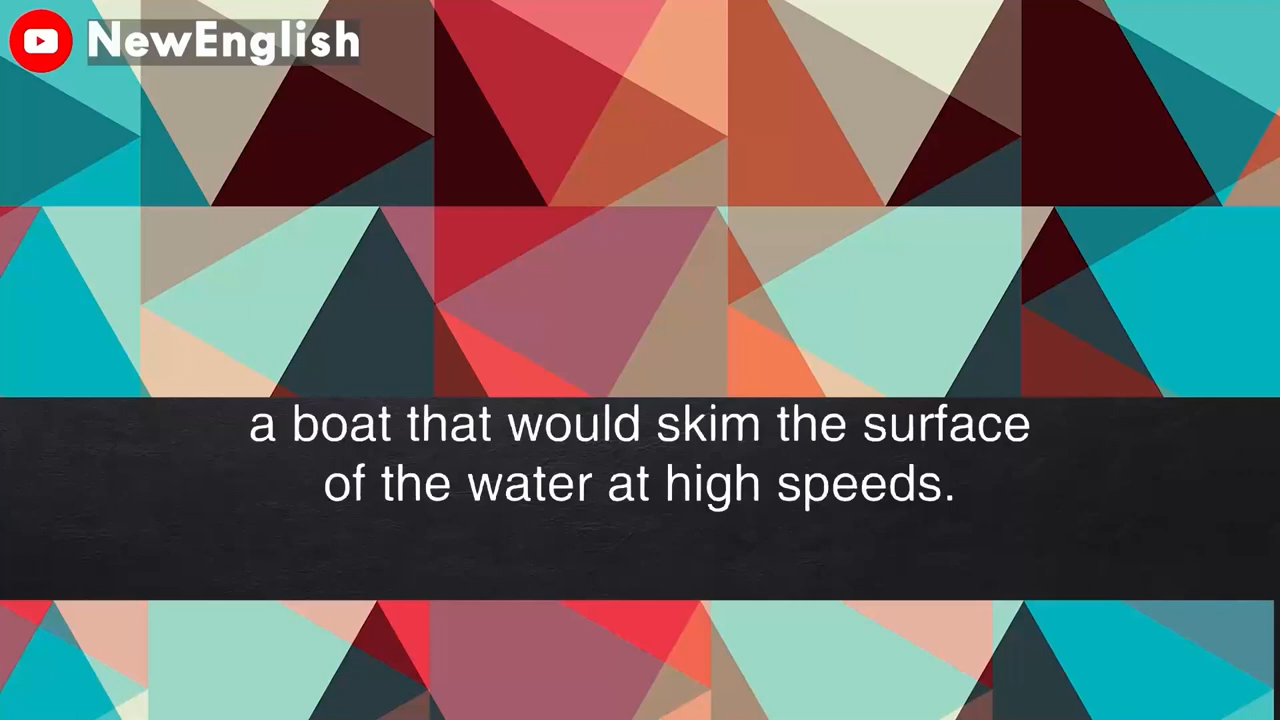 NewEnglish
a boat that would skim the surface
of the water at high speeds.